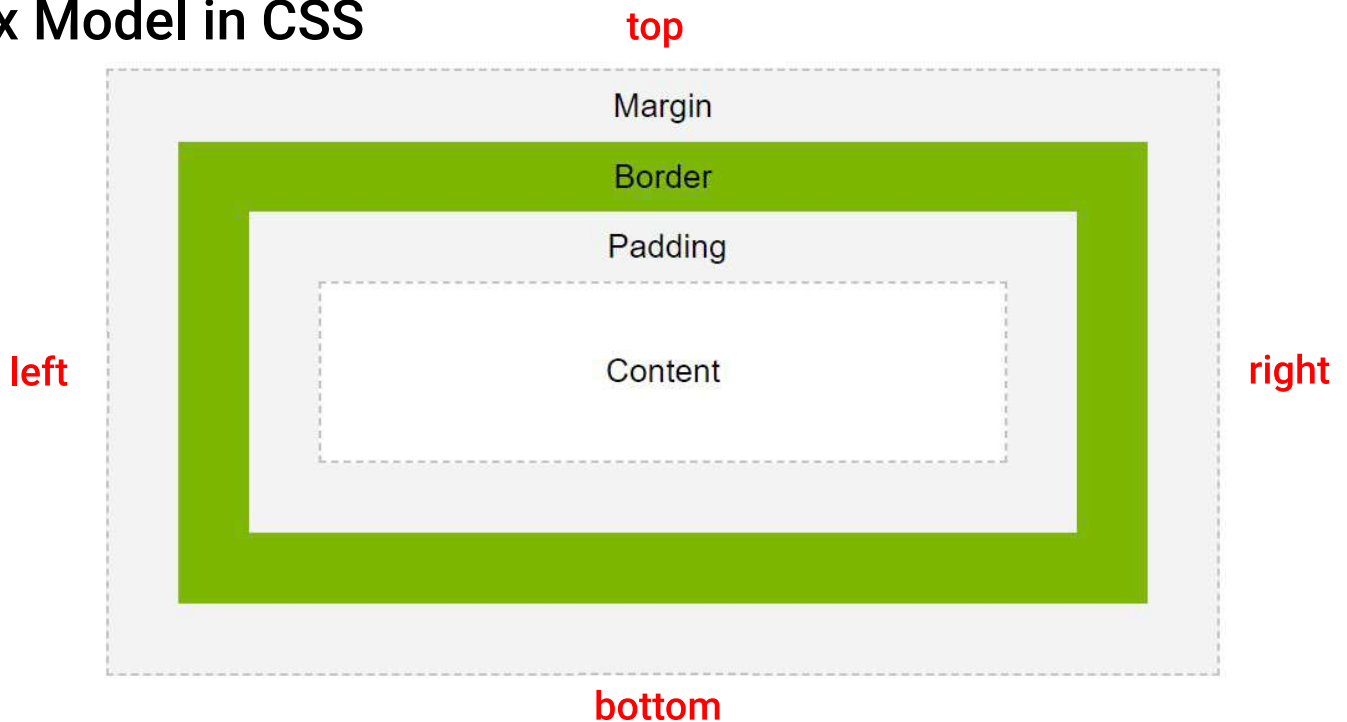 x Model in CSS
top
Margin
Border
Padding
left
Content
right
bottom